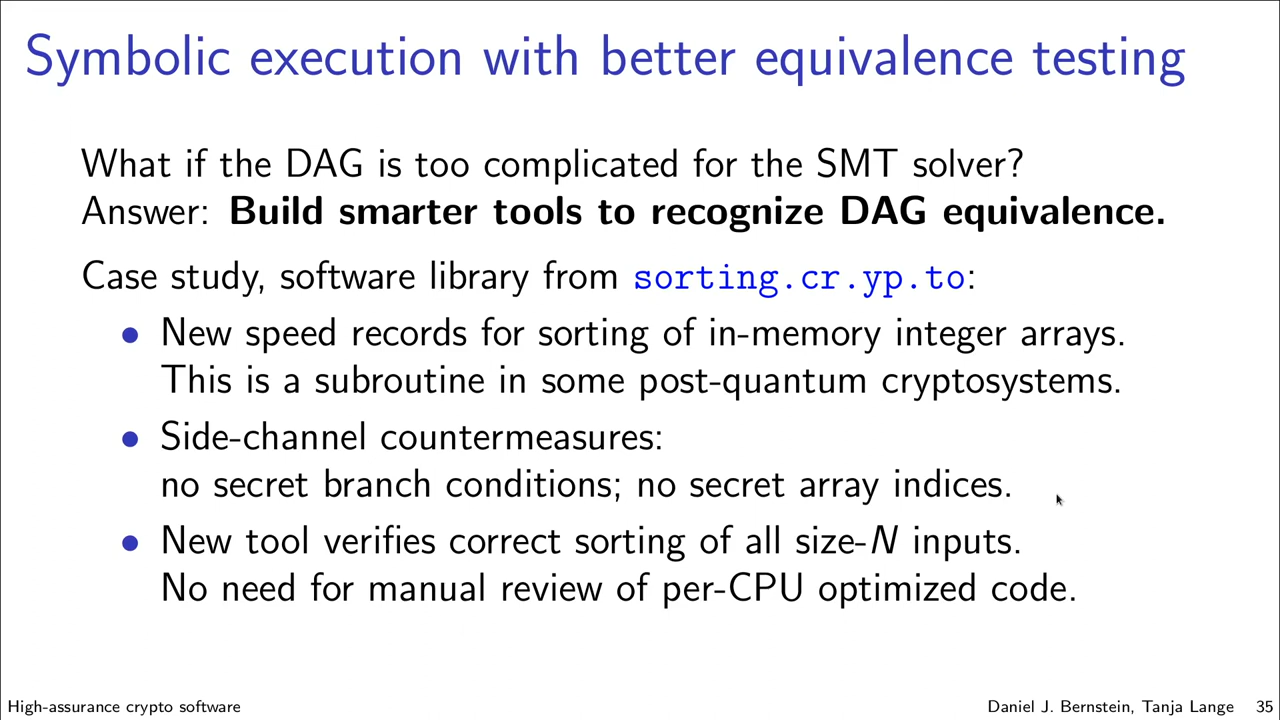 Symbolic execution with better equivalence testing
What if the DAG is too complicated for the SMT solver?
Answer: Build smarter tools to recognize DAG equivalence.
Case study, software library from sorting.cr.yp.to:
• New speed records for sorting of in-memory integer arrays.
This is a subroutine in some post-quantum cryptosystems.
• Side-channel countermeasures:
no secret branch conditions; no secret array indices.
• New tool verifies correct sorting of all size-N inputs.
No need for manual review of per-CPU optimized code.
High-assurance crypto software
Daniel J. Bernstein, Tanja Lange 35